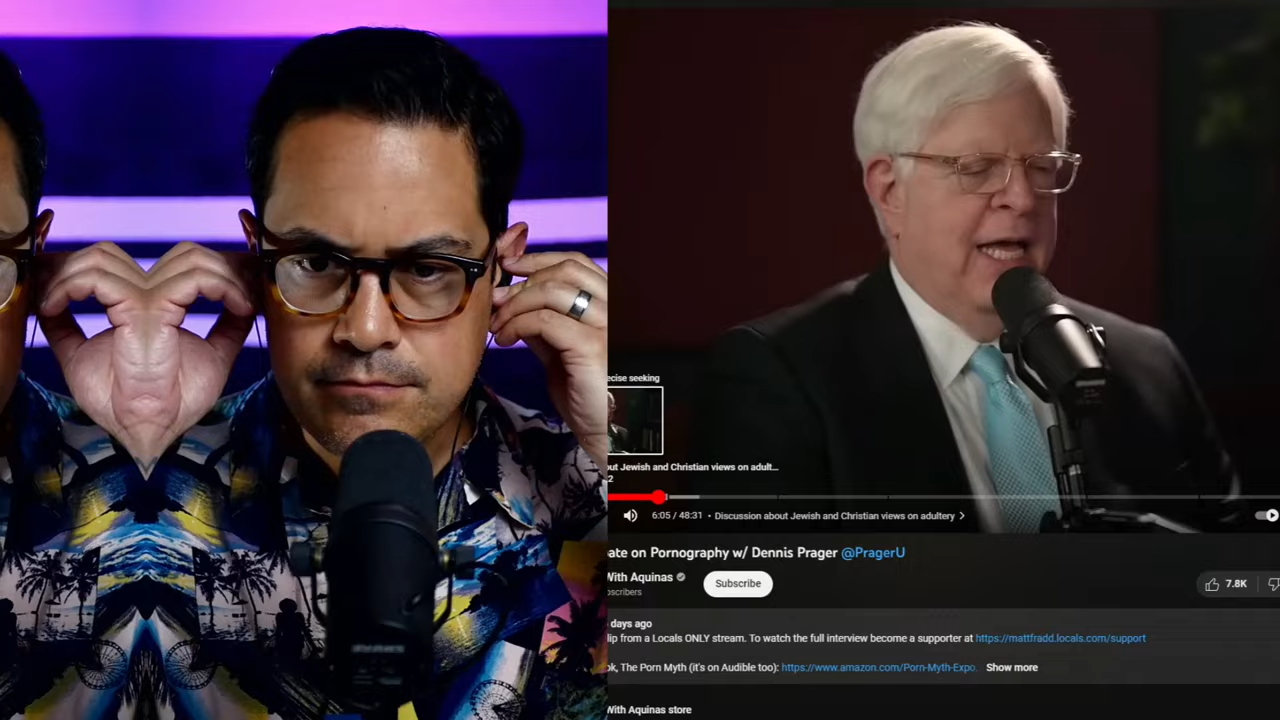 ecise seeking
out Jewish and Christian views on adult...
2
6:05 / 48:31 • Discussion about Jewish and Christian views on adultery >
ate on Pornography w/ Dennis Prager @PragerU
With Aquinas
Subscribe
7.8K
bscribers
days ago
lip from a Locals ONLY stream. To watch the full interview become a supporter at https://mattfradd.locals.com/support
ok, The Porn Myth (it's on Audible too): https://www.amazon.com/Porn-Myth-Expo. Show more
With Aquinas store